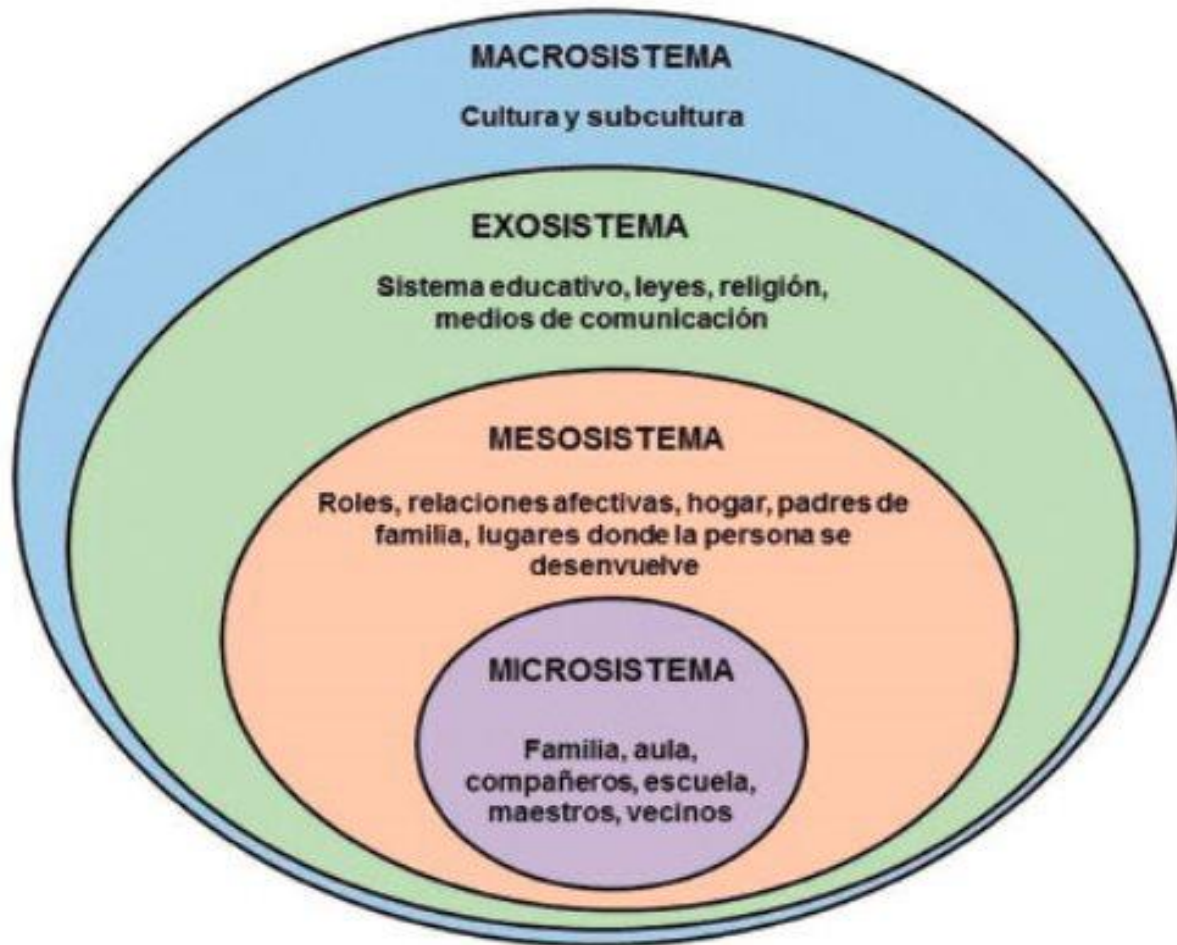 MACROSISTEMA
Cultura y subcultura
EXOSISTEMA
Sistema educativo, leyes, religión,
medios de comunicación
MESOSISTEMA
Roles, relaciones afectivas, hogar, padres de
familia, lugares donde la persona se
desenvuelve
MICROSISTEMA
Familia, aula,
compañeros, escuela,
maestros, vecinos